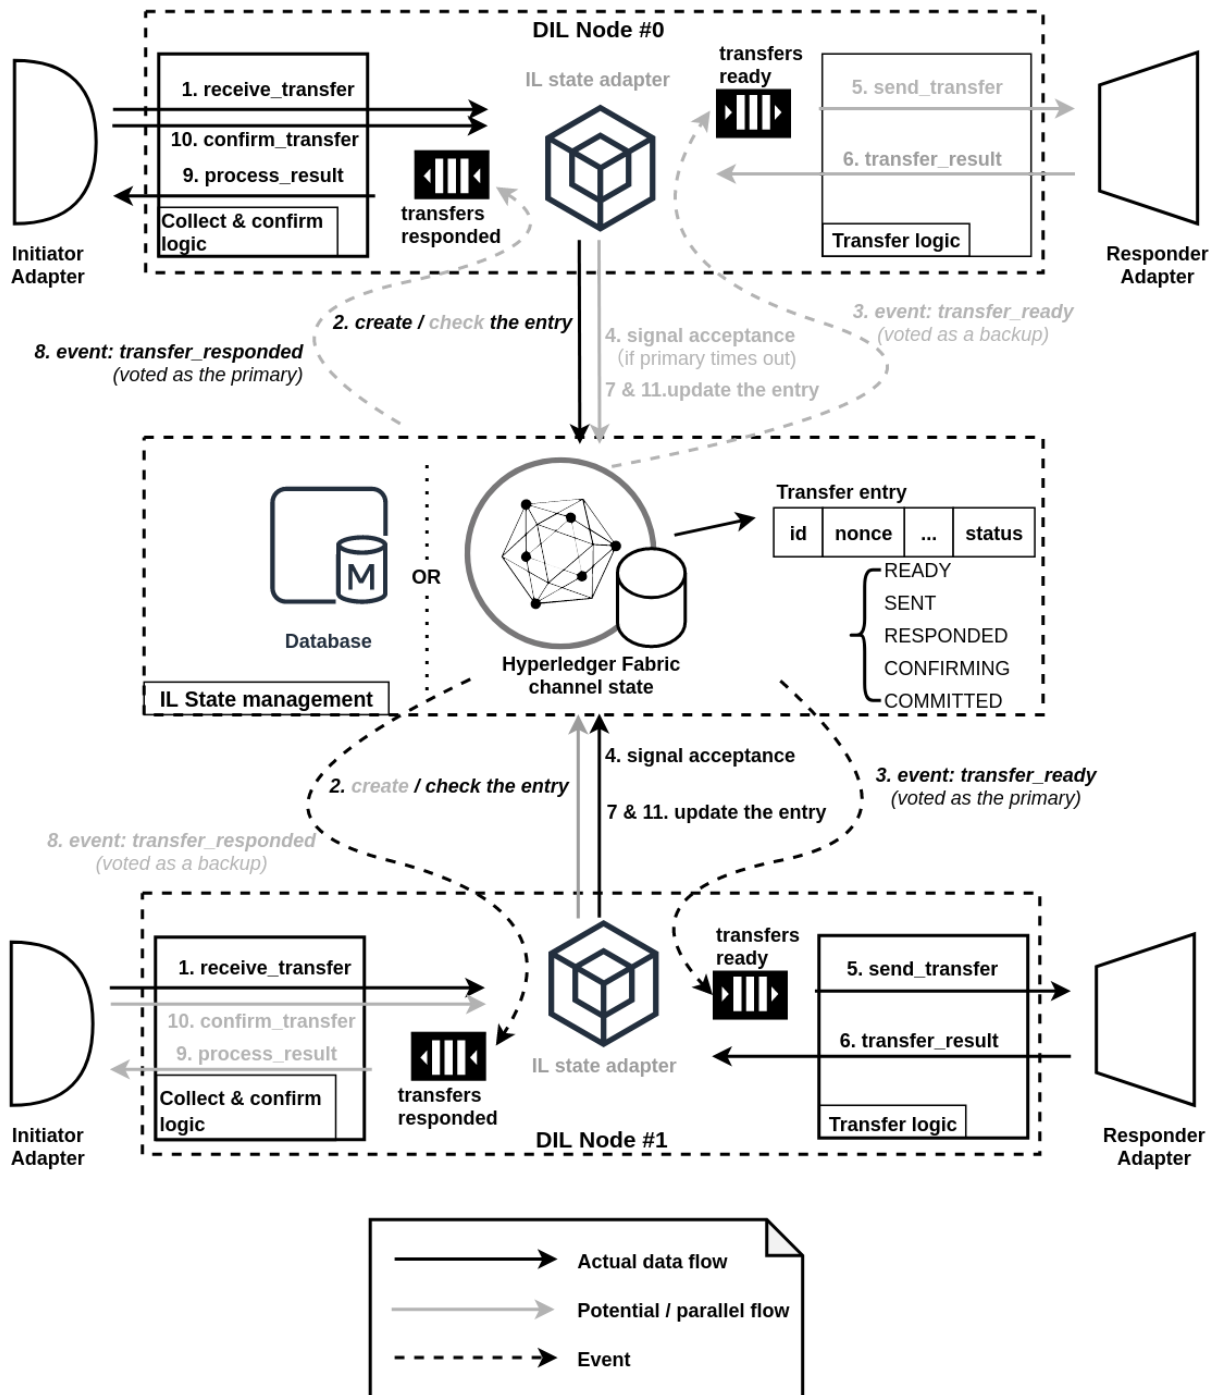 DIL Node #0
transfers
ready
IL state adapter
1. receive_transfer
5. send_transfer
10. confirm_transfer
6. transfer_result
9. process_result
transfers
responded
Collect & confirm
logic
Transfer logic
Initiator
Adapter
Responder
Adapter
2. create / check the entry
3. event: transfer_ready
(voted as a backup)
4. signal acceptance
(if primary times out)
8. event: transfer_responded
(voted as the primary)
7 & 11.update the entry
Transfer entry
id nonce ... status
READY
SENT
RESPONDED
CONFIRMING
COMMITTED
M
OR
Database
Hyperledger Fabric
channel state
IL State management
4. signal acceptance
2. create / check the entry
3. event: transfer_ready
(voted as the primary)
7 & 11. update the entry
8. event: transfer_responded
(voted as a backup)
transfers
ready
1. receive_transfer
5. send_transfer
10. confirm_transfer
6. transfer_result
9. process_result
IL state adapter
transfers
responded
Collect & confirm
logic
Transfer logic
DIL Node #1
Initiator
Adapter
Responder
Adapter
Actual data flow
Potential / parallel flow
Event